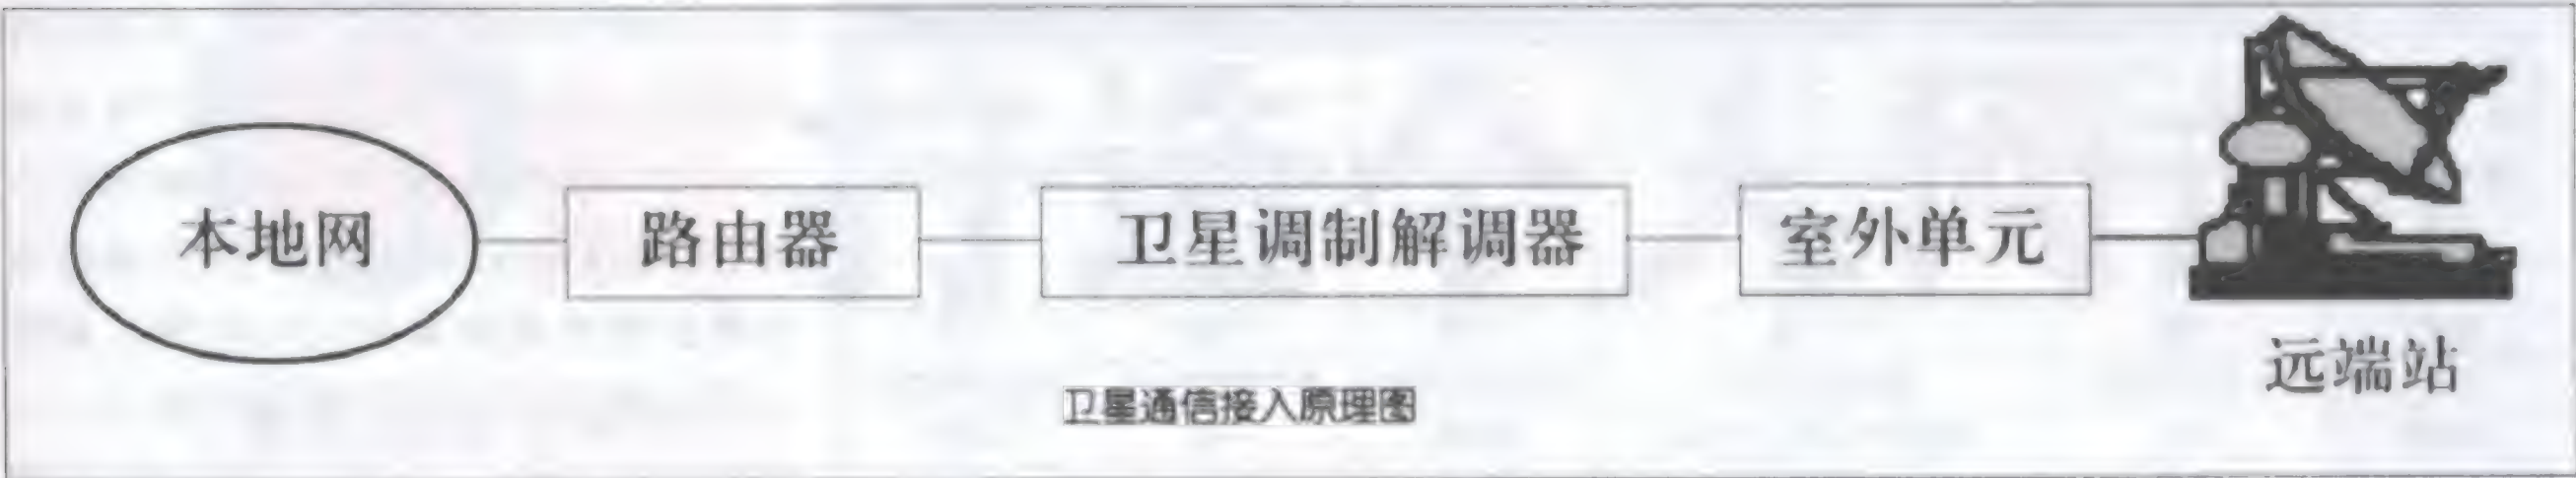 本地网
路由器
卫星调制解调器
室外单元
远端站
卫星通信接入原理图